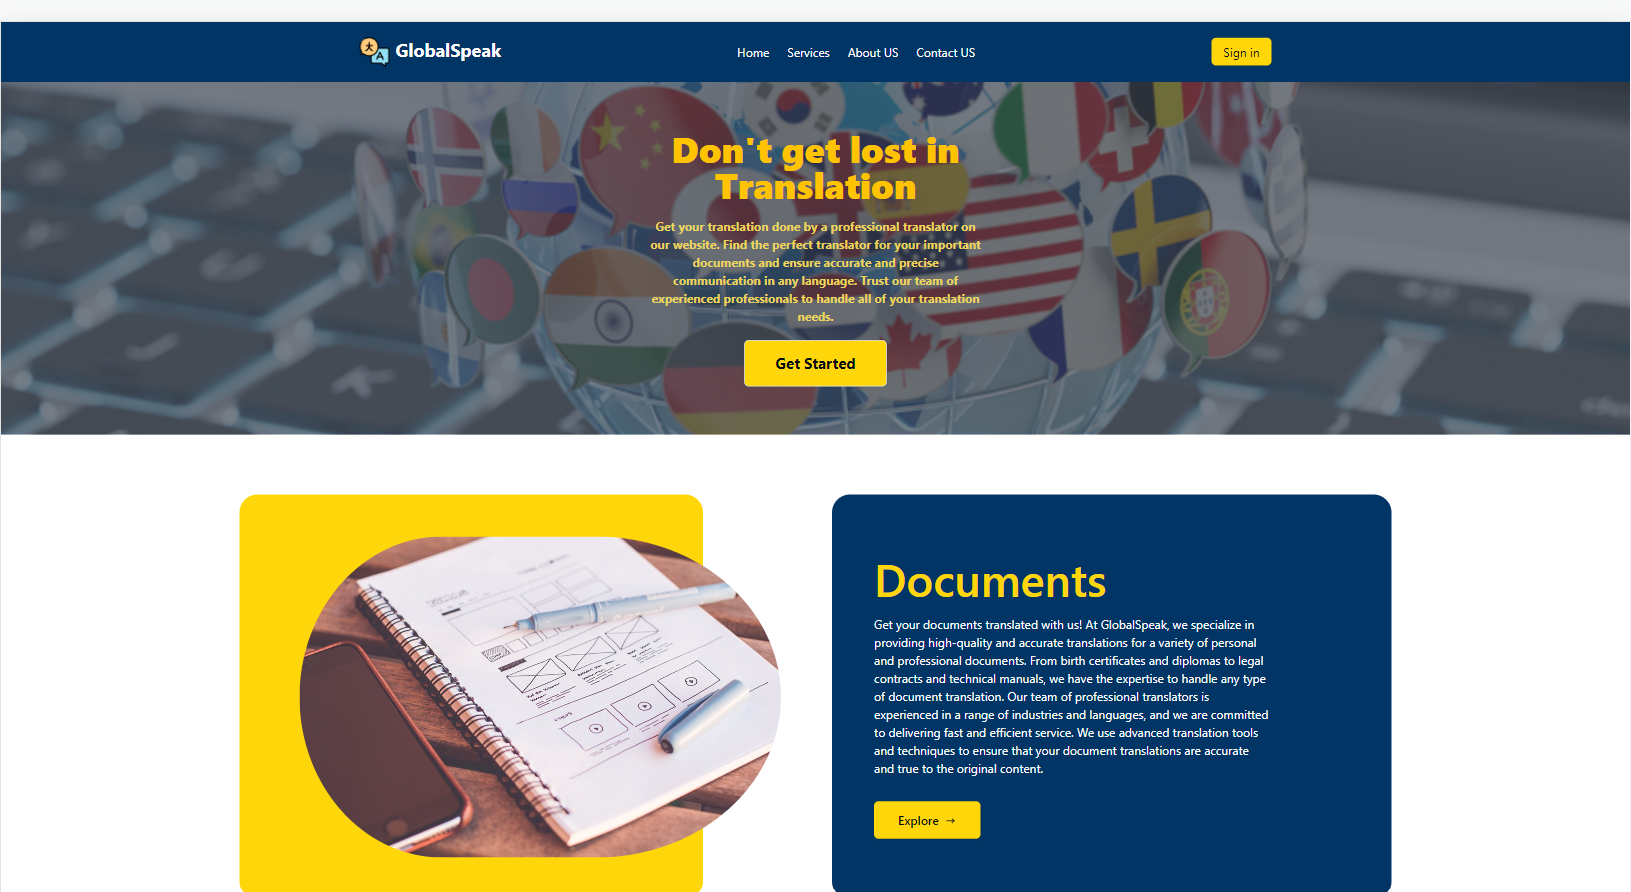 GlobalSpeak
Home Services About US Contact US
Sign in
Don't get lost in
Translation
Get your translation done by a professional translator on
our website. Find the perfect translator for your important
documents and ensure accurate and precise
communication in any language. Trust our team of
experienced professionals to handle all of your translation
needs.
Get Started
Documents
Get your documents translated with us! At GlobalSpeak, we specialize in
providing high-quality and accurate translations for a variety of personal
and professional documents. From birth certificates and diplomas to legal
contracts and technical manuals, we have the expertise to handle any type
of document translation. Our team of professional translators is
experienced in a range of industries and languages, and we are committed
to delivering fast and efficient service. We use advanced translation tools
and techniques to ensure that your document translations are accurate
and true to the original content.
Explore →